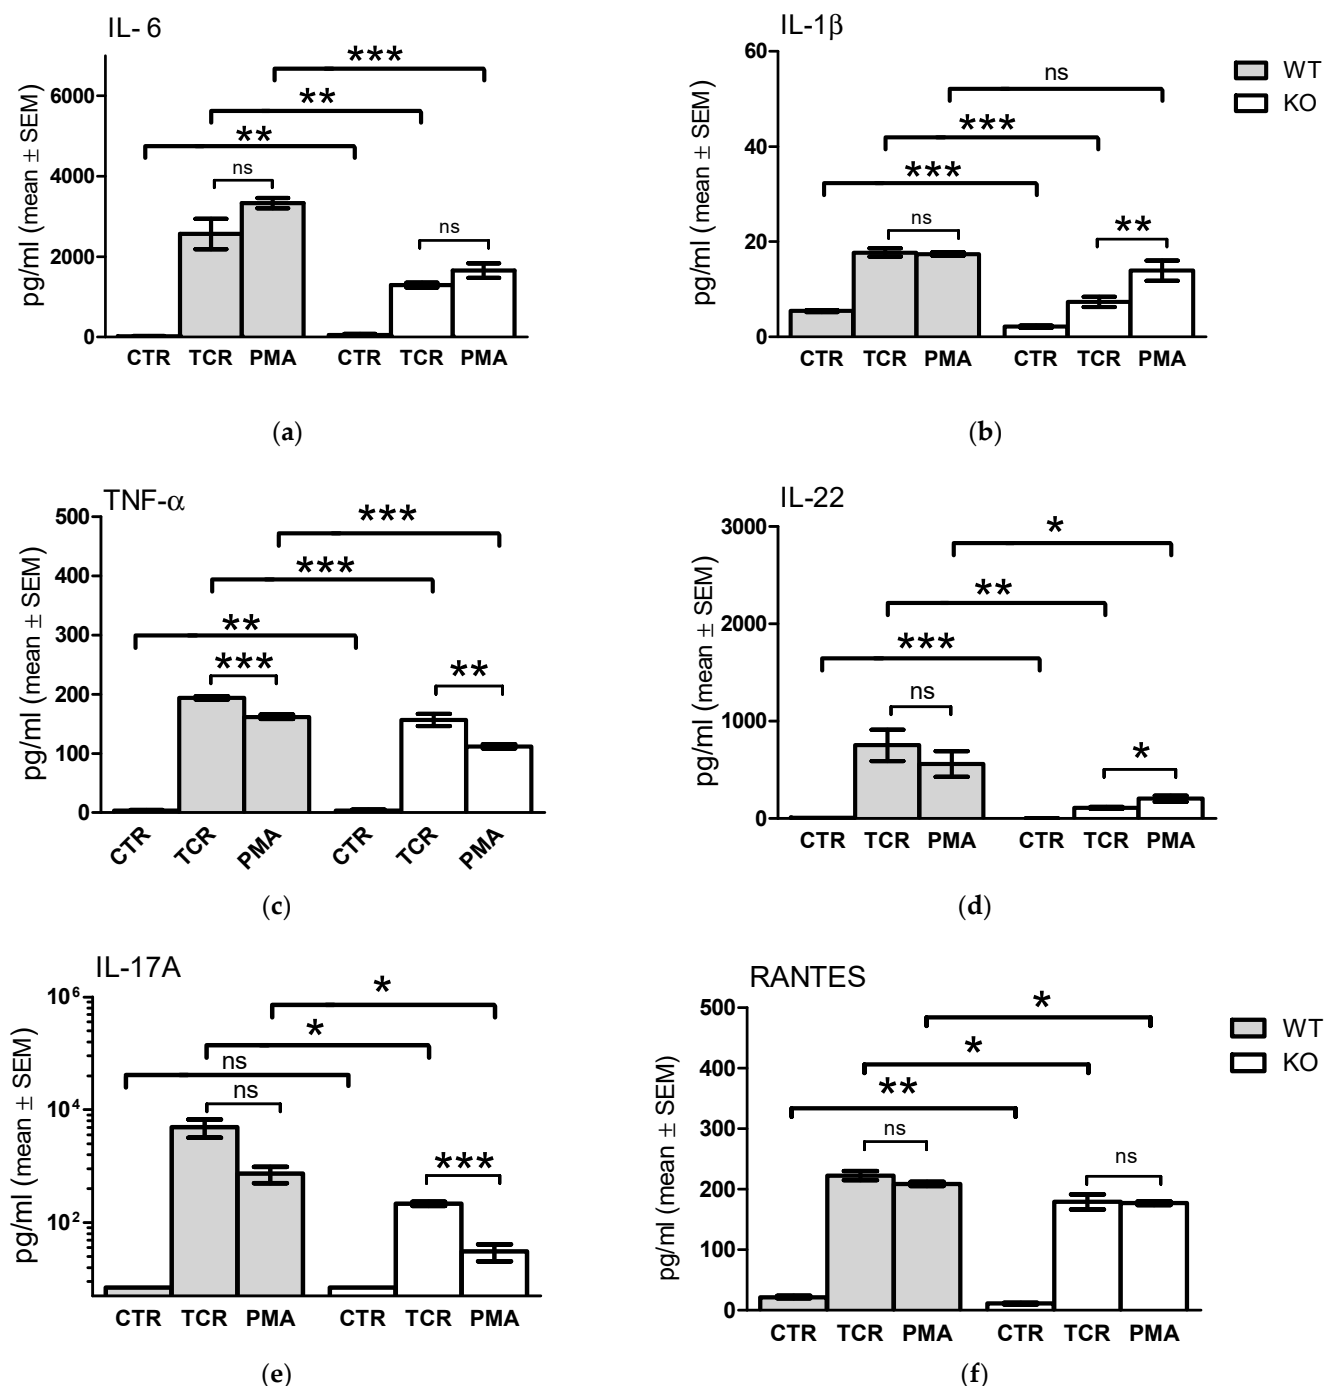 IL- 6
pg/ml (mean ± SEM)
6000
4000
2000
0
***
**
**
ns
ns
CTR TCR PMA CTR TCR PMA
(a)
IL-1β
pg/ml (mean ± SEM)
60
40
20
0
ns
***
***
ns
**
CTR TCR PMA CTR TCR PMA
(b)
WT
KO
TNF-α
pg/ml (mean ± SEM)
500
400
300
200
100
0
***
***
**
***
**
CTR TCR PMA CTR TCR PMA
(c)
IL-22
pg/ml (mean ± SEM)
3000
2000
1000
0
*
**
***
ns
*
CTR TCR PMA CTR TCR PMA
(d)
IL-17A
pg/ml (mean ± SEM)
10⁶
10⁴
10²
*
*
ns
ns
***
CTR TCR PMA CTR TCR PMA
(e)
RANTES
pg/ml (mean ± SEM)
500
400
300
200
100
0
*
*
**
ns
ns
CTR TCR PMA CTR TCR PMA
(f)
WT
KO